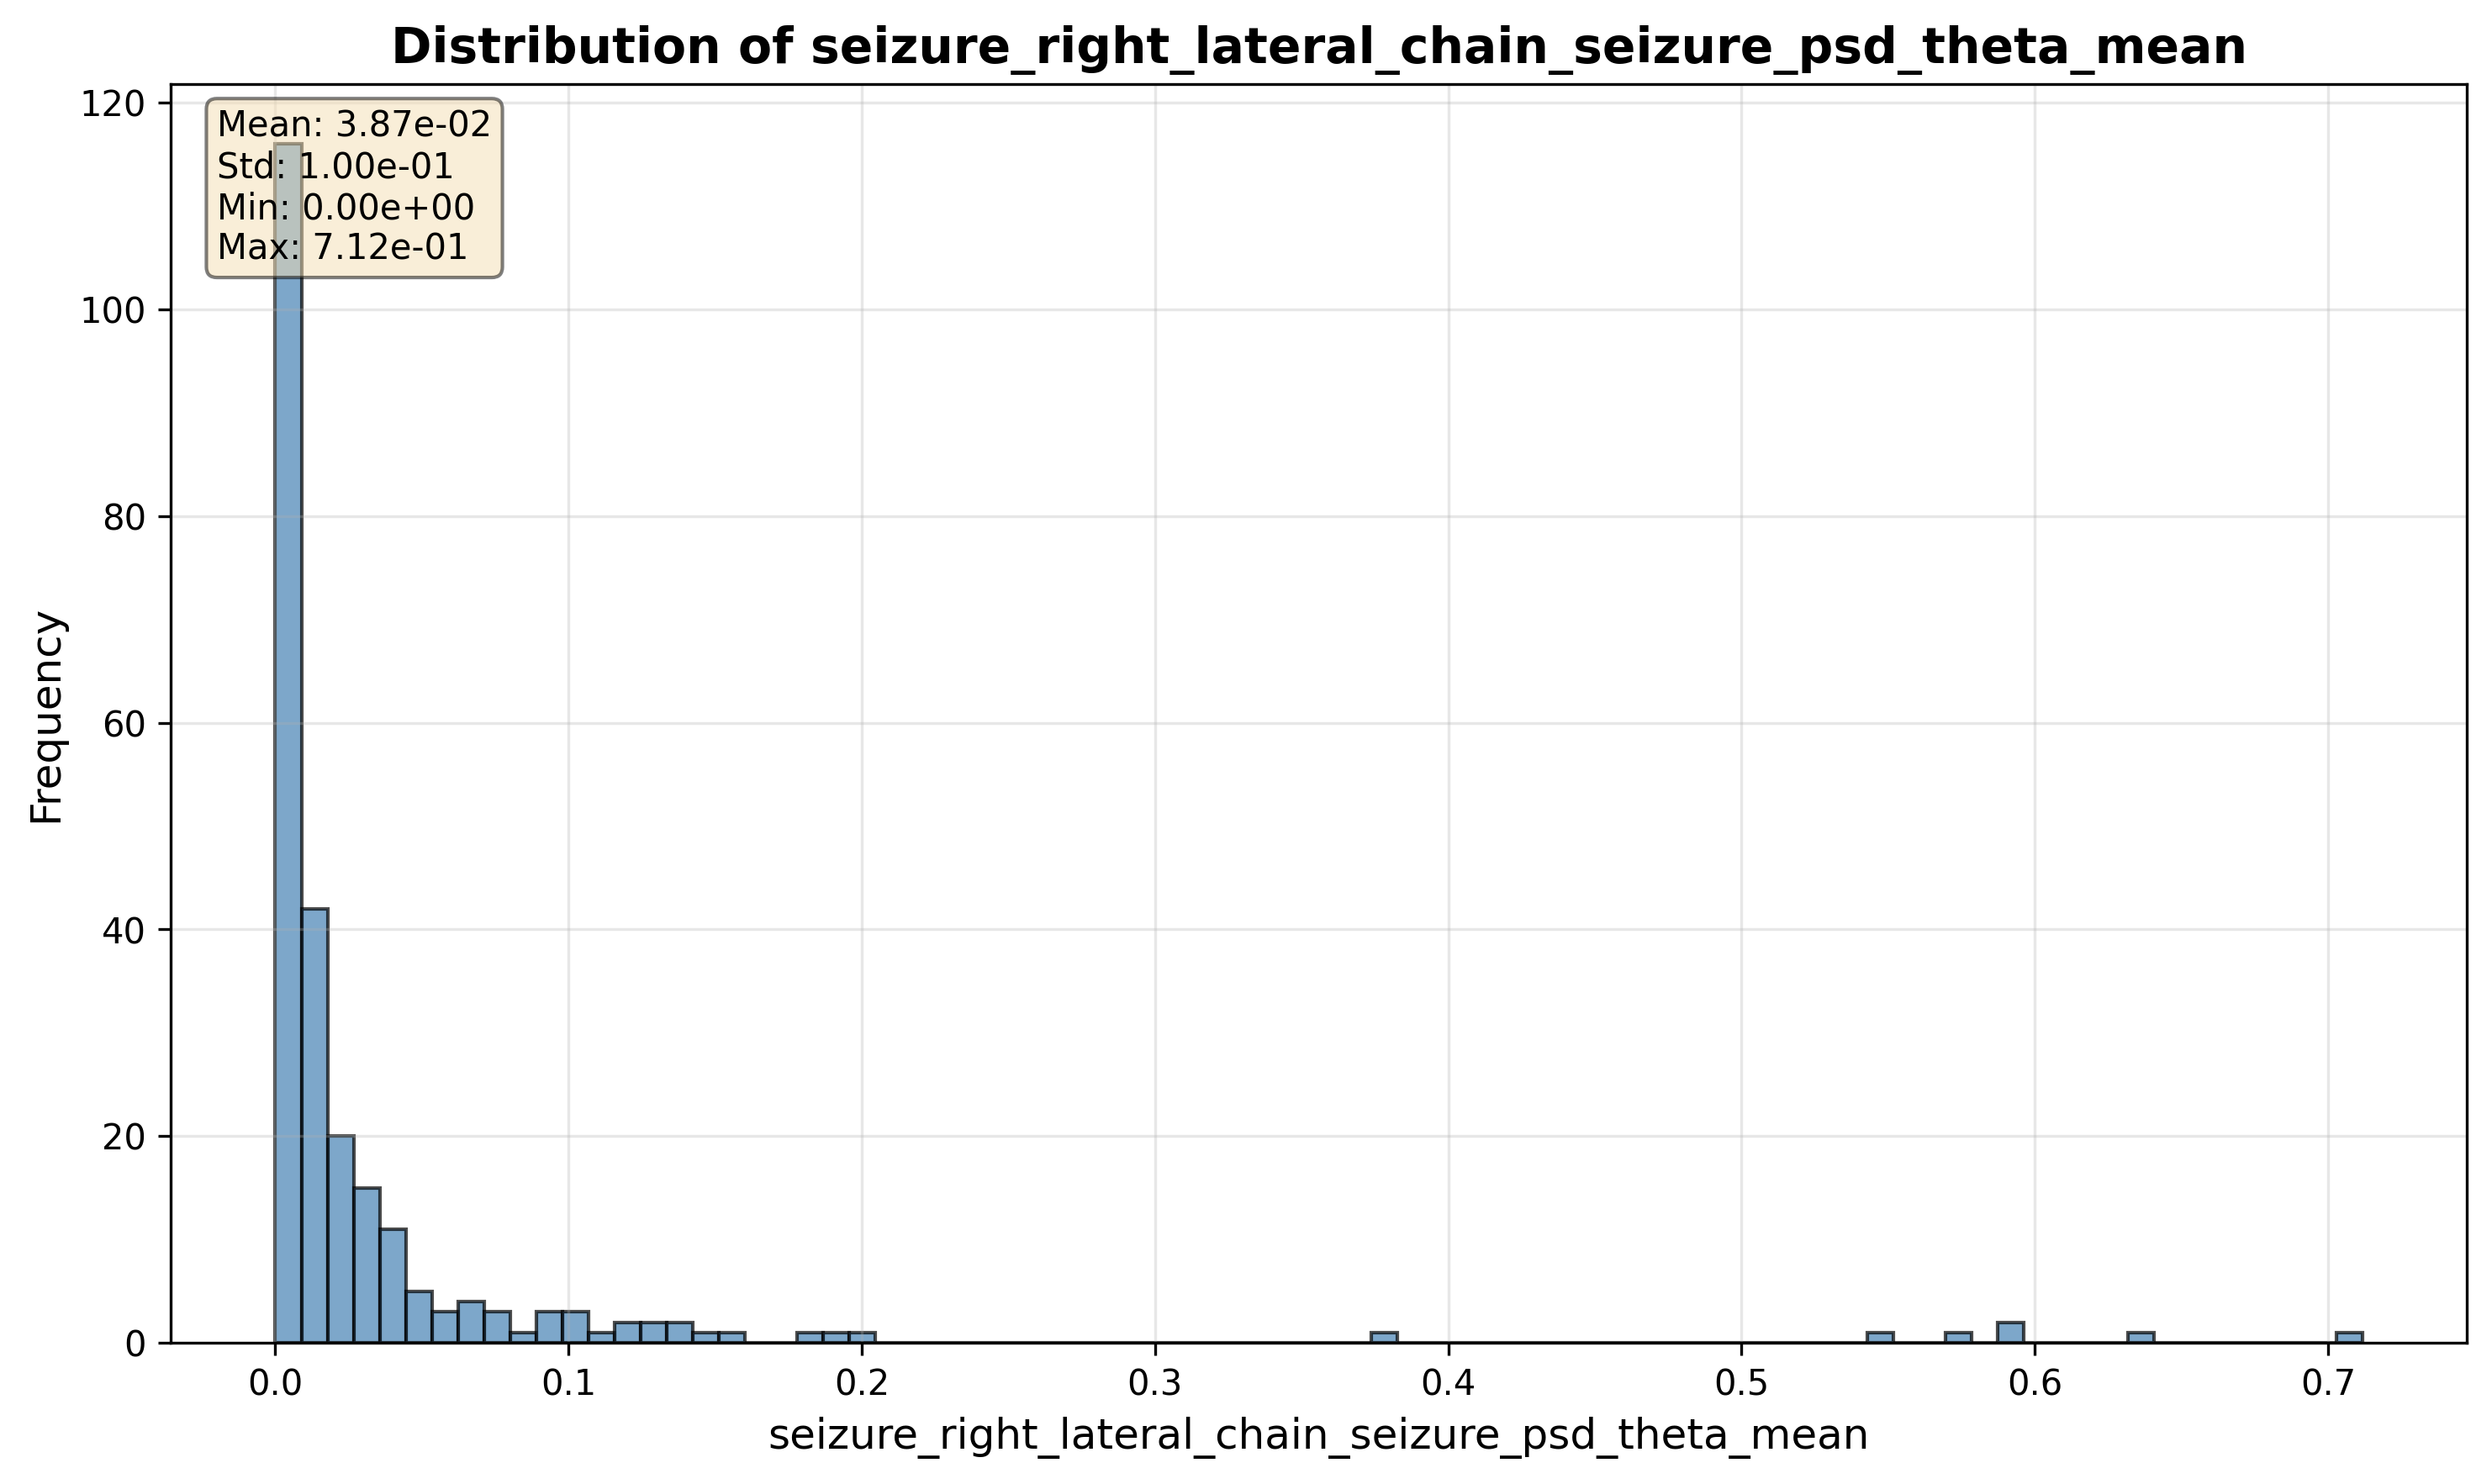 Distribution of seizure_right_lateral_chain_seizure_psd_theta_mean
Mean: 3.87e-02
Std: 1.00e-01
Min: 0.00e+00
Max: 7.12e-01
Frequency
120
100
80
60
40
20
0
0.0 0.1 0.2 0.3 0.4 0.5 0.6 0.7
seizure_right_lateral_chain_seizure_psd_theta_mean